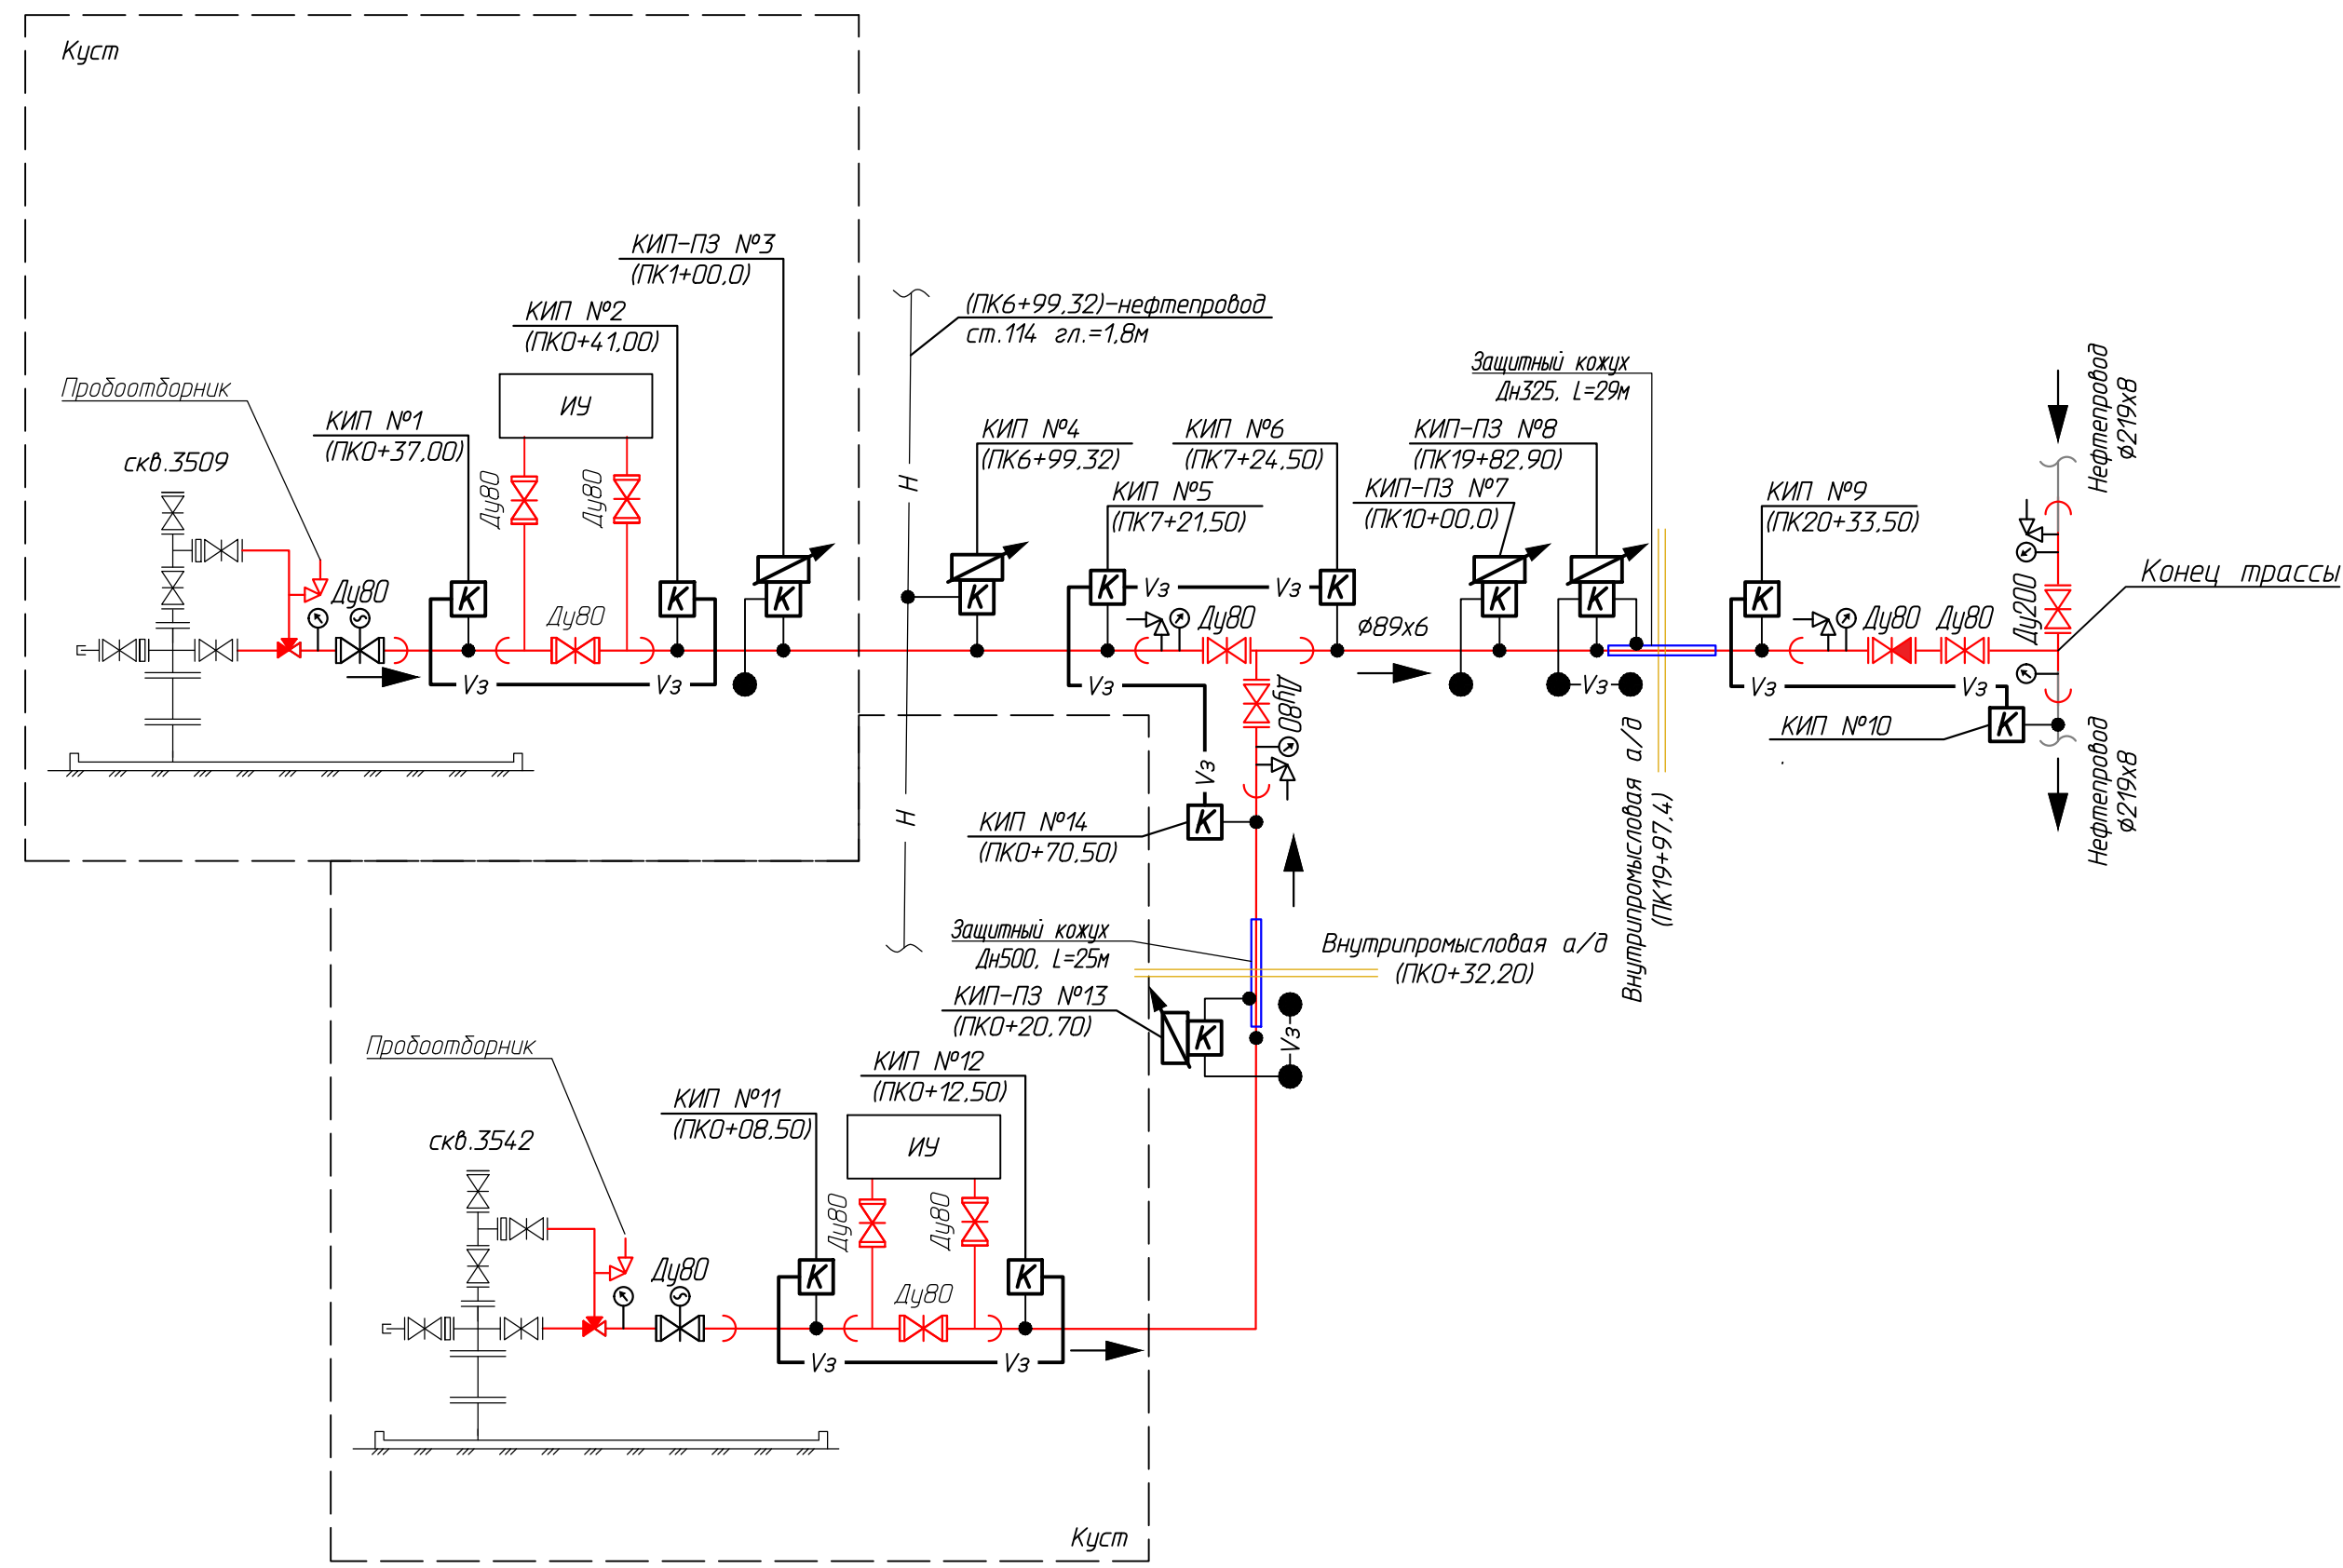 Куст
КИП-ПЗ №3
(ПК1+00,0)
КИП №2
(ПК0+41,00)
(ПК6+99,32)-нефтепровод
ст.114 гл.=1,8м
Пробоотборник
ИУ
КИП №1
(ПК0+37,00)
скв.3509
Ду80
Ду80
Ду80
Ду80
К
К
К
Vз
Vз
Н
Н
КИП №4
(ПК6+99,32)
К
КИП №5
(ПК7+21,50)
КИП №6
(ПК7+24,50)
К
Vз
Vз
К
Vз
Ду80
Ду80
Vз
ф89х6
Защитный кожух
Дн325, L=29м
КИП-ПЗ №8
(ПК19+82,90)
КИП-ПЗ №7
(ПК10+00,0)
К
К
Vз
КИП №9
(ПК20+33,50)
К
Ду80
Ду80
Ду200
Vз
Vз
Нефтепровод
ф219х8
Конец трассы
КИП №10
К
Нефтепровод
ф219х8
Внутрипромысловая а/д
(ПК19+97,4)
КИП №14
(ПК0+70,50)
К
Защитный кожух
Дн500, L=25м
Внутрипромысловая а/д
(ПК0+32,20)
КИП-ПЗ №13
(ПК0+20,70)
К
Vз
Пробоотборник
КИП №12
(ПК0+12,50)
КИП №11
(ПК0+08,50)
ИУ
скв.3542
Ду80
Ду80
Ду80
Ду80
К
К
Vз
Vз
Куст